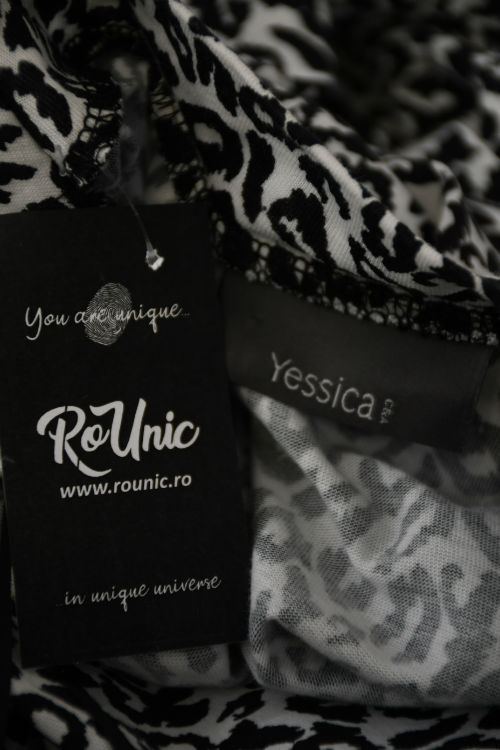 You are unique...
RoUnic
www.rounic.ro
...in unique universe
Yessica
C&A